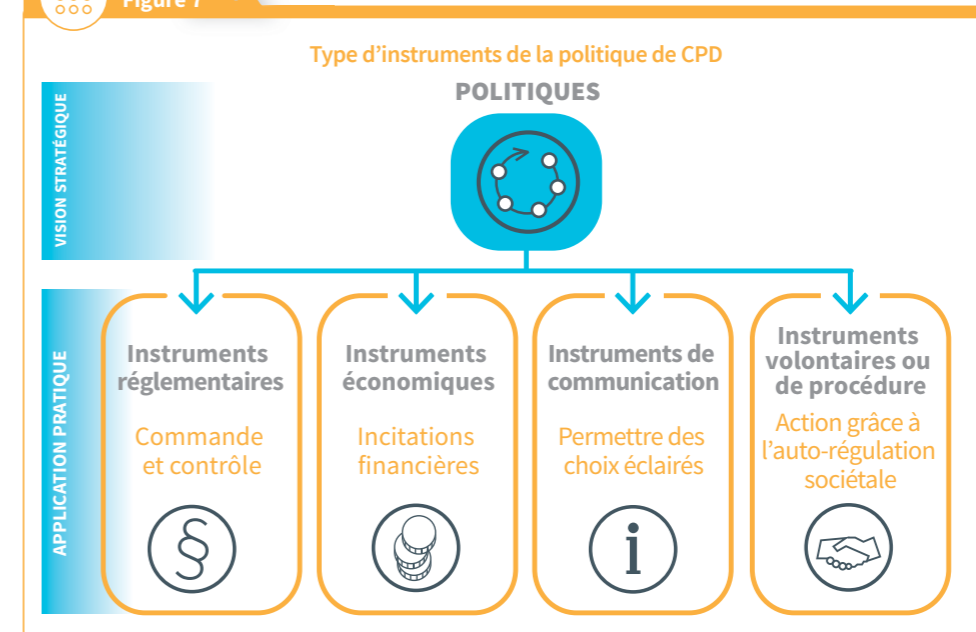 Figure 7
Type d’instruments de la politique de CPD
POLITIQUES
VISION STRATÉGIQUE
APPLICATION PRATIQUE
Instruments
réglementaires
Commande
et contrôle
§
Instruments
économiques
Incitations
financières
Instruments de
communication
Permettre des
choix éclairés
i
Instruments
volontaires ou
de procédure
Action grâce à
l’auto-régulation
sociétale